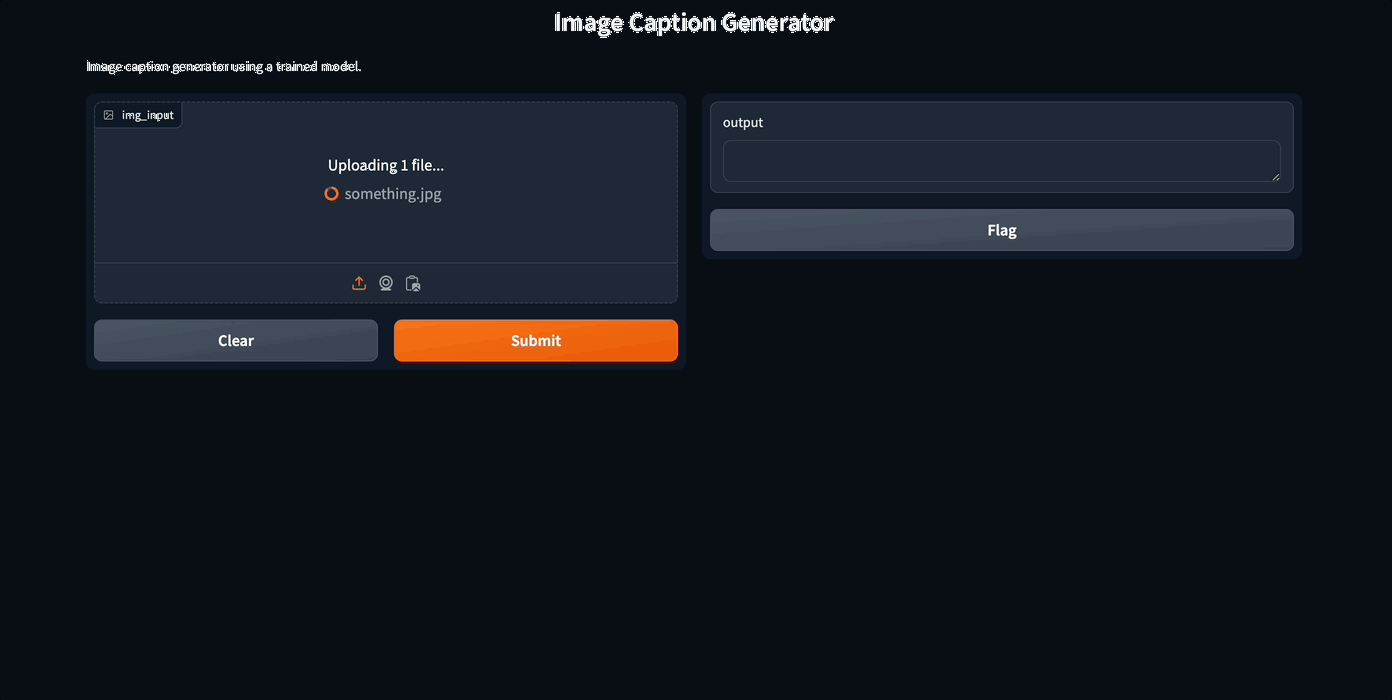 Image Caption Generator
Image caption generator using a trained model.
img_input
Uploading 1 file...
something.jpg
Clear
Submit
output
Flag